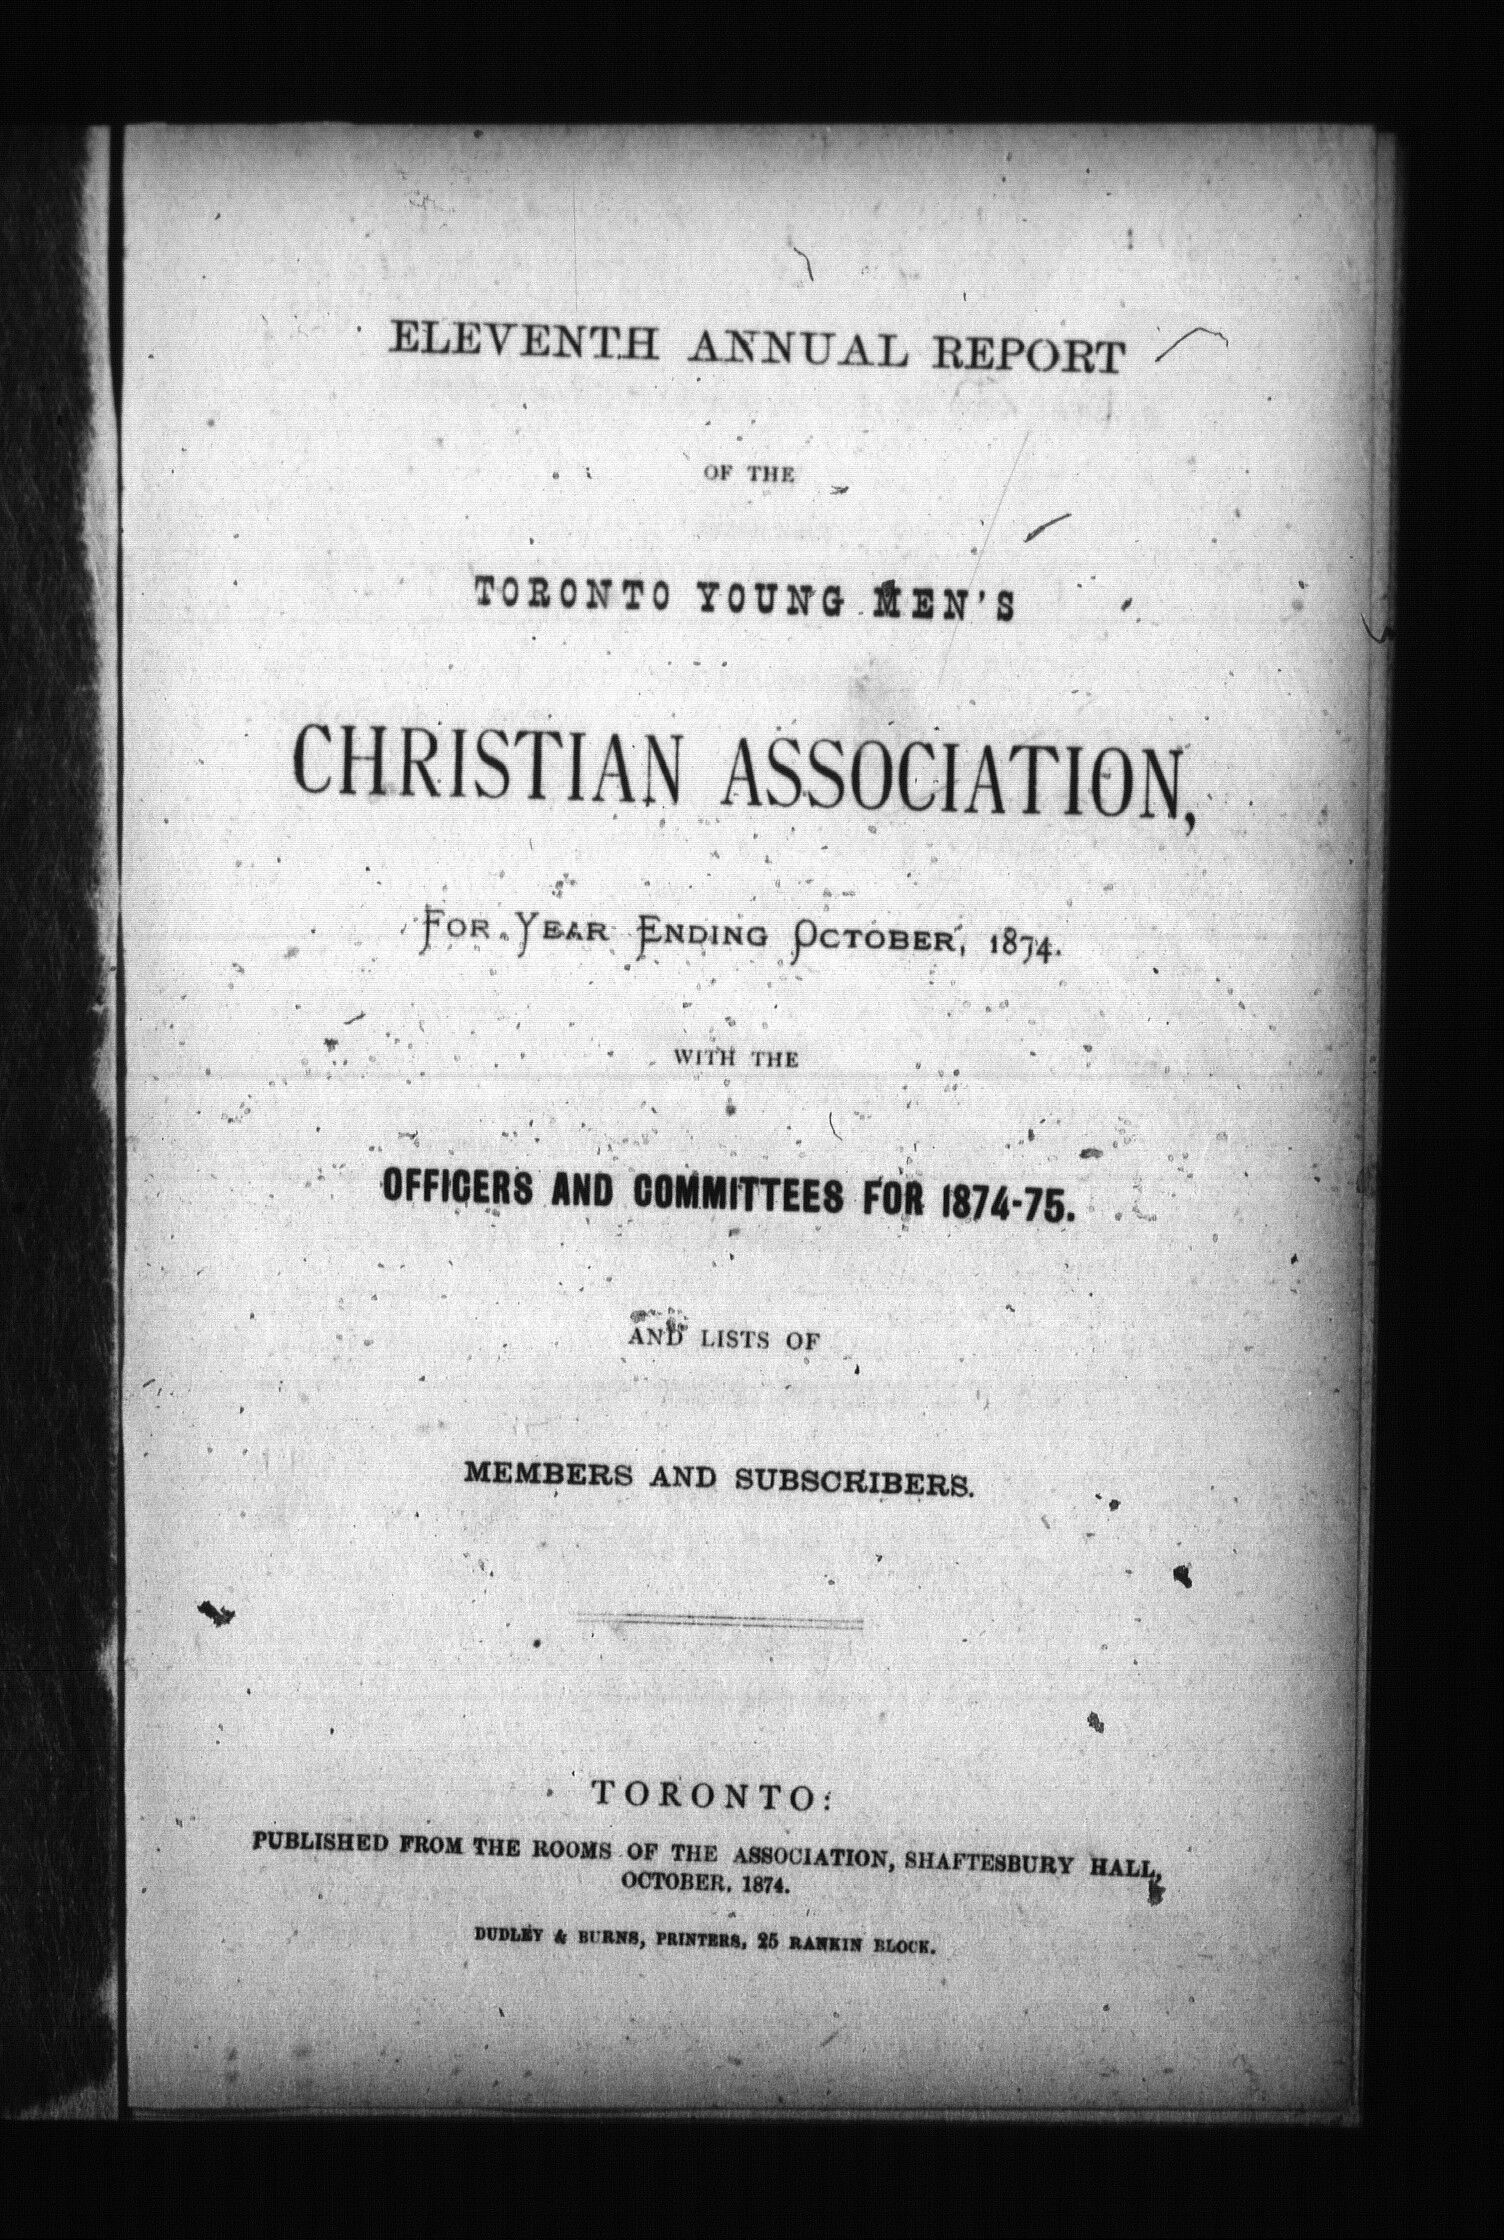 ELEVENTH ANNUAL REPORT
OF THE
TORONTO YOUNG MEN'S
CHRISTIAN ASSOCIATION,
FOR YEAR ENDING OCTOBER, 1874.
WITH THE
OFFICERS AND COMMITTEES FOR 1874-75.
AND LISTS OF
MEMBERS AND SUBSCRIBERS.
TORONTO:
PUBLISHED FROM THE ROOMS OF THE ASSOCIATION, SHAFTESBURY HALL,
OCTOBER, 1874.
DUDLEY & BURNS, PRINTERS, 25 RANKIN BLOCK.